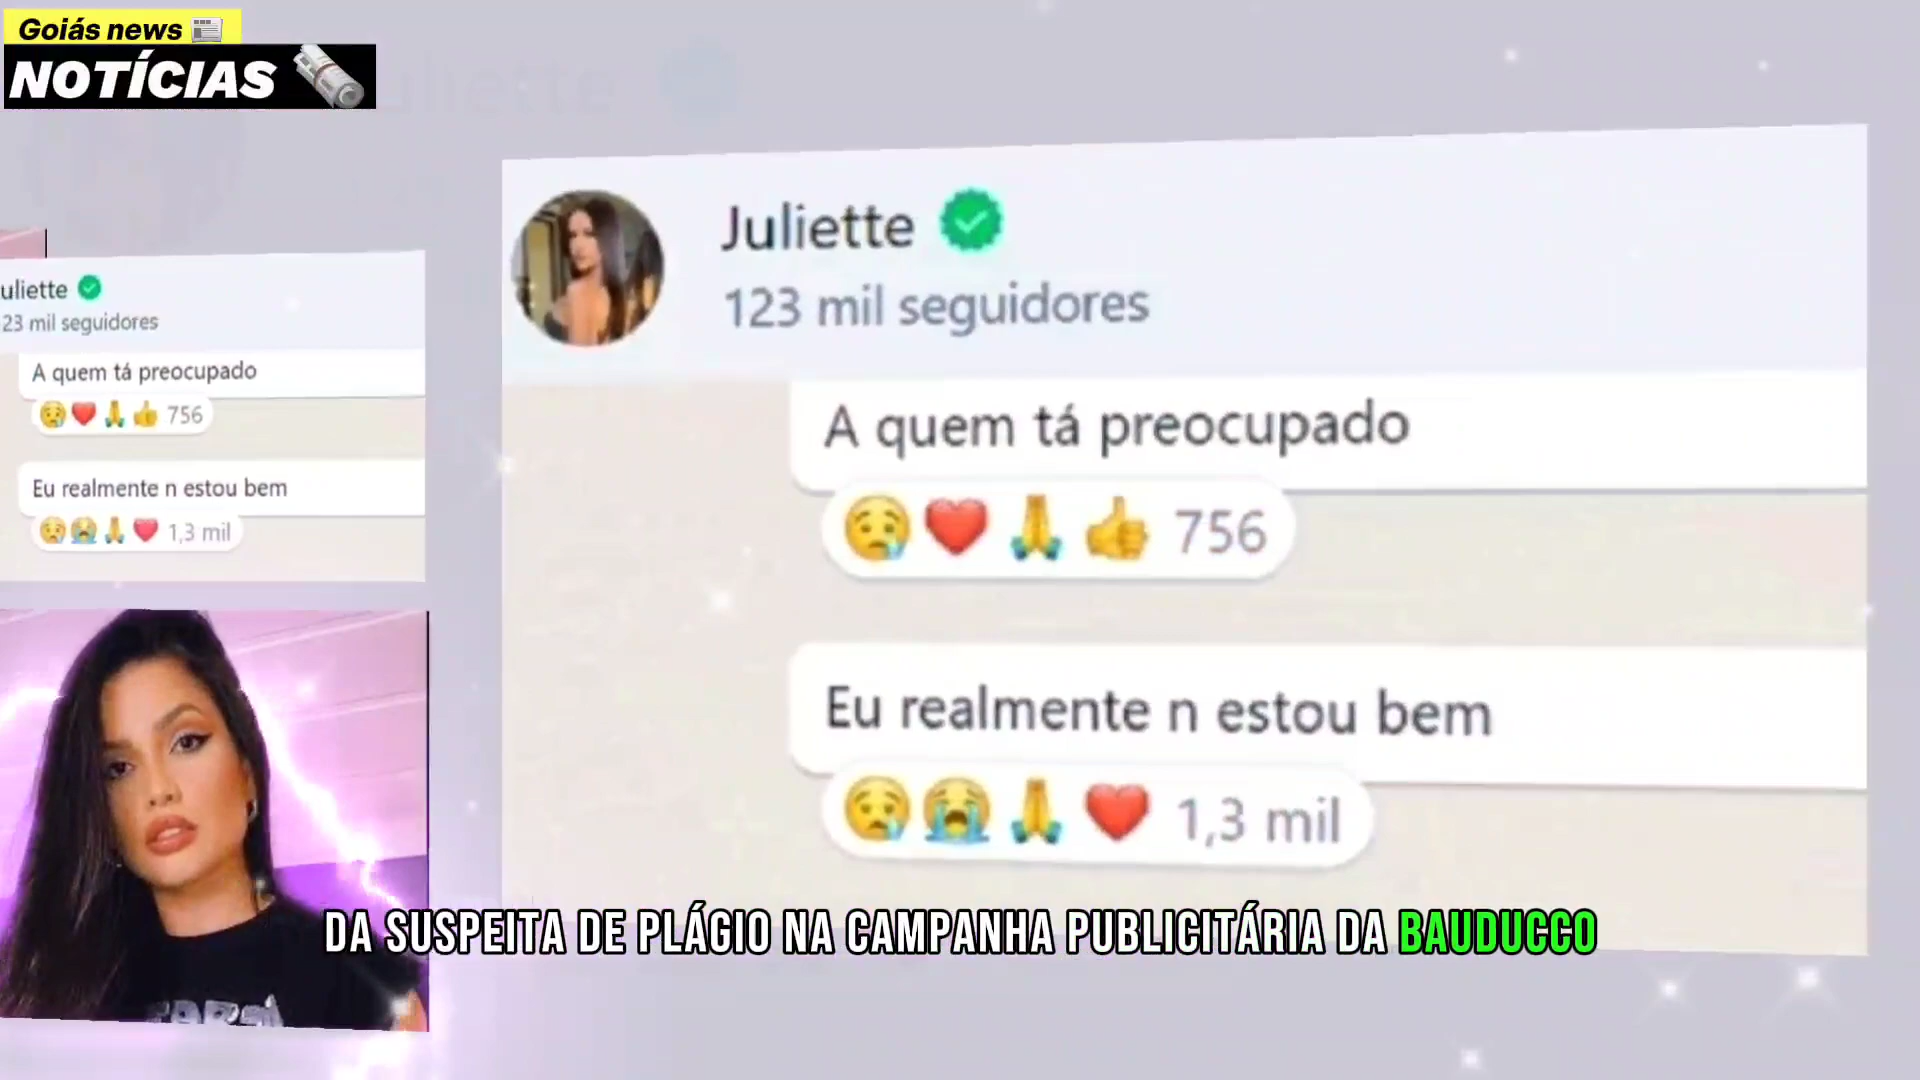 Goiás news
NOTÍCIAS
uliette
23 mil seguidores
A quem tá preocupado
756
Eu realmente n estou bem
1,3 mil
Juliette
123 mil seguidores
A quem tá preocupado
756
Eu realmente n estou bem
1,3 mil
DA SUSPEITA DE PLÁGIO NA CAMPANHA PUBLICITÁRIA DA BAUDUCCO